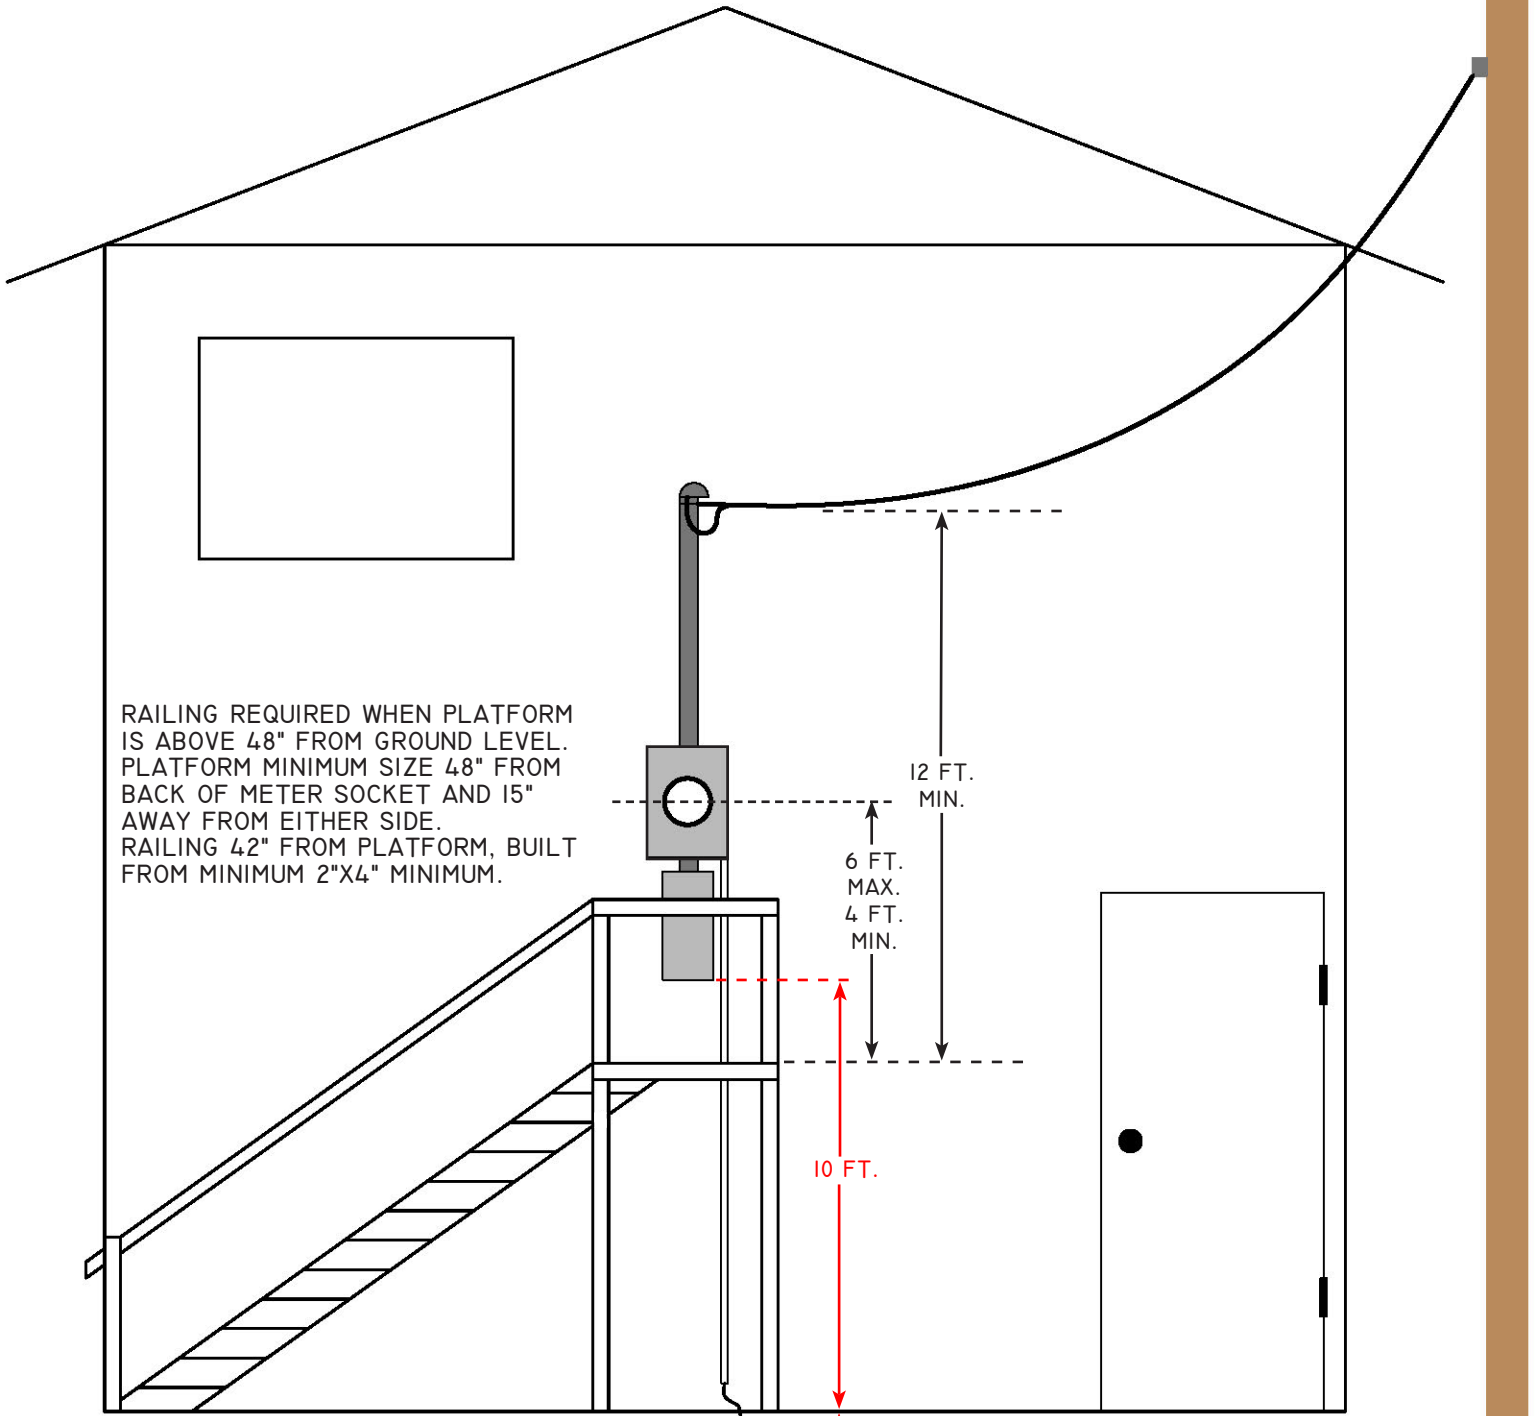 RAILING REQUIRED WHEN PLATFORM
IS ABOVE 48" FROM GROUND LEVEL.
PLATFORM MINIMUM SIZE 48" FROM
BACK OF METER SOCKET AND 15"
AWAY FROM EITHER SIDE.
RAILING 42" FROM PLATFORM, BUILT
FROM MINIMUM 2"X4" MINIMUM.
12 FT.
MIN.
6 FT.
MAX.
4 FT.
MIN.
10 FT.